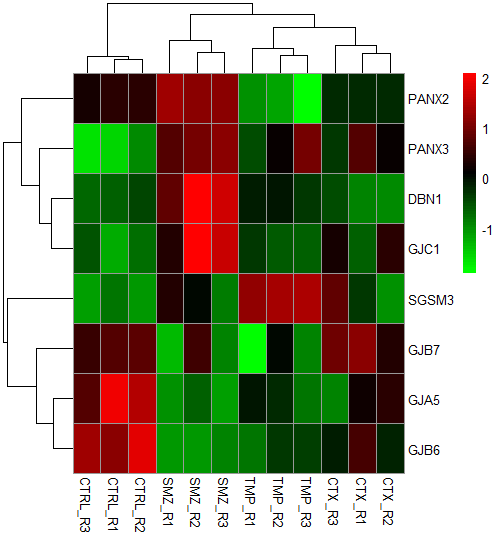 PANX2
PANX3
DBN1
GJC1
SGSM3
GJB7
GJA5
GJB6
CTRL_R3
CTRL_R1
CTRL_R2
SMZ_R1
SMZ_R2
SMZ_R3
TMP_R1
TMP_R2
TMP_R3
CTX_R3
CTX_R1
CTX_R2
2
1
0
-1